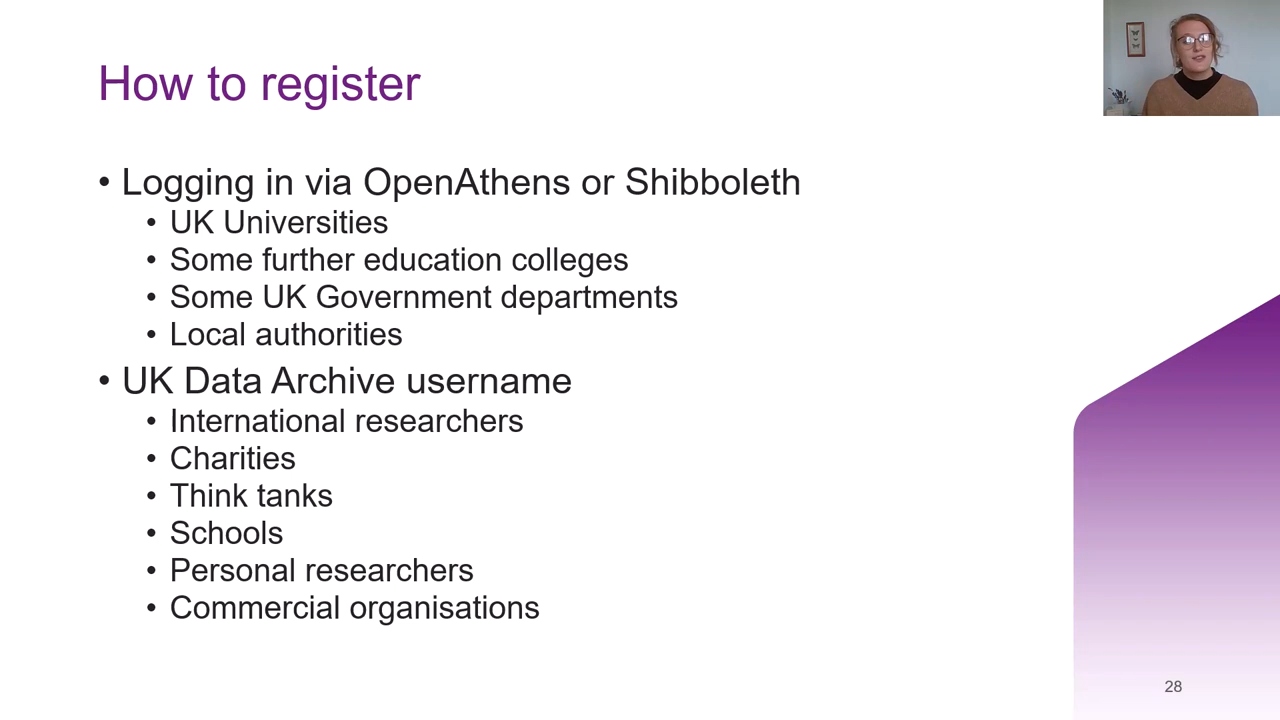 How to register
• Logging in via OpenAthens or Shibboleth
• UK Universities
• Some further education colleges
• Some UK Government departments
• Local authorities
• UK Data Archive username
• International researchers
• Charities
• Think tanks
• Schools
• Personal researchers
• Commercial organisations
28